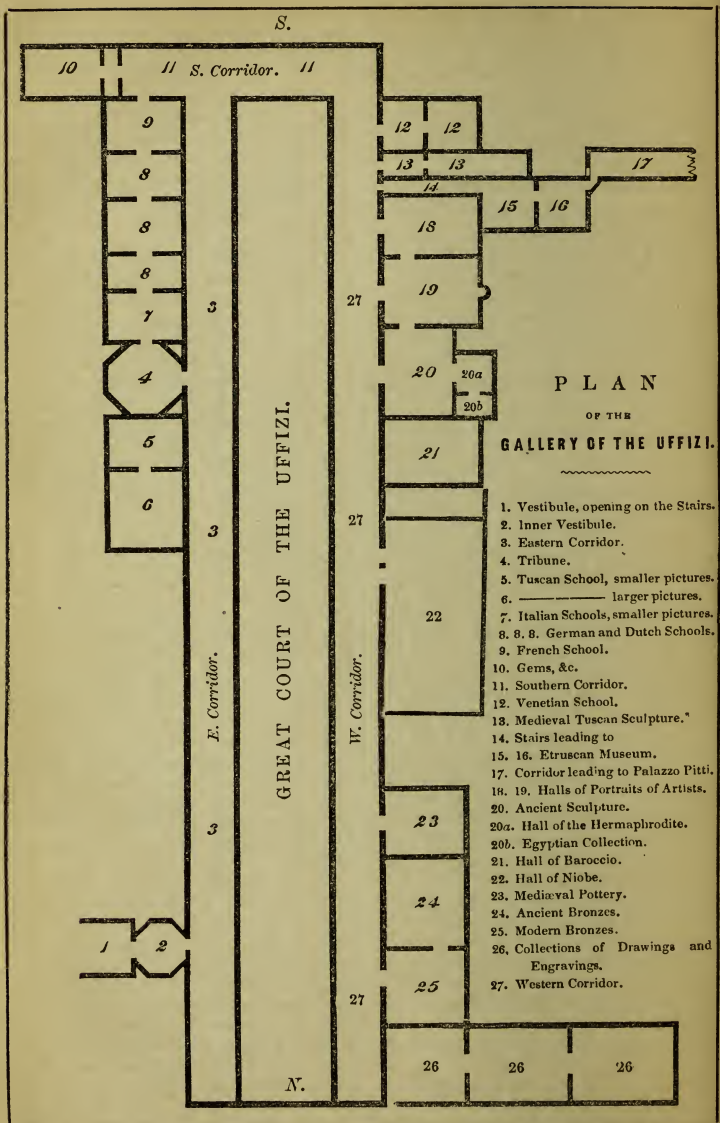 S.
10
11 S. Corridor. 11
9
12 12
8
13 13
17
14
15 16
8
18
8
19
7
3
27
4
20
20a
20b
PLAN
OF THE
GALLERY OF THE UFFIZI.
5
21
6
3
27
22
GREAT COURT OF THE UFFIZI.
E. Corridor.
W. Corridor.
1. Vestibule, opening on the Stairs.
2. Inner Vestibule.
3. Eastern Corridor.
4. Tribune.
5. Tuscan School, smaller pictures.
6. ———— larger pictures.
7. Italian Schools, smaller pictures.
8. 8. 8. German and Dutch Schools.
9. French School.
10. Gems, &c.
11. Southern Corridor.
12. Venetian School.
13. Medieval Tuscan Sculpture.
14. Stairs leading to
15. 16. Etruscan Museum.
17. Corridor leading to Palazzo Pitti.
18. 19. Halls of Portraits of Artists.
20. Ancient Sculpture.
20a. Hall of the Hermaphrodite.
20b. Egyptian Collection.
21. Hall of Baroccio.
22. Hall of Niobe.
23. Mediæval Pottery.
24. Ancient Bronzes.
25. Modern Bronzes.
26, Collections of Drawings and
Engravings.
27. Western Corridor.
3
23
24
1 2
25
27
26 26 26
N.